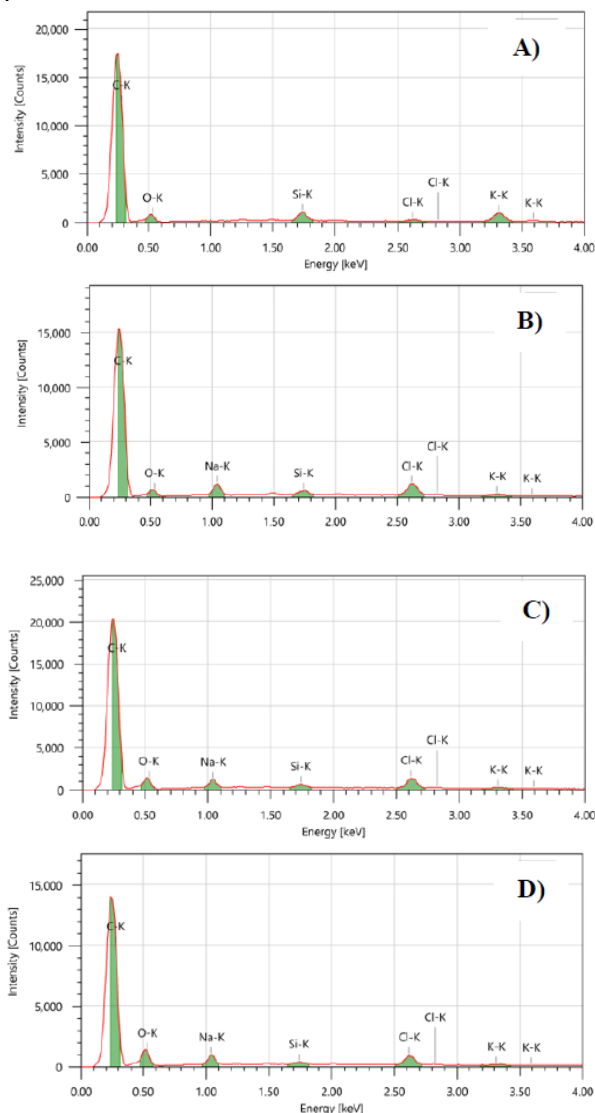 A)
20,000
15,000
10,000
5,000
0
Intensity [Counts]
C-K
O-K
Si-K
Cl-K
Cl-K
K-K
K-K
0.00 0.50 1.00 1.50 2.00 2.50 3.00 3.50 4.00
Energy [keV]
B)
15,000
10,000
5,000
0
Intensity [Counts]
C-K
O-K
Na-K
Si-K
Cl-K
Cl-K
K-K
K-K
0.00 0.50 1.00 1.50 2.00 2.50 3.00 3.50 4.00
Energy [keV]
C)
25,000
20,000
15,000
10,000
5,000
0
Intensity [Counts]
C-K
O-K
Na-K
Si-K
Cl-K
Cl-K
K-K
K-K
0.00 0.50 1.00 1.50 2.00 2.50 3.00 3.50 4.00
Energy [keV]
D)
15,000
10,000
5,000
0
Intensity [Counts]
C-K
O-K
Na-K
Si-K
Cl-K
Cl-K
K-K
K-K
0.00 0.50 1.00 1.50 2.00 2.50 3.00 3.50 4.00
Energy [keV]